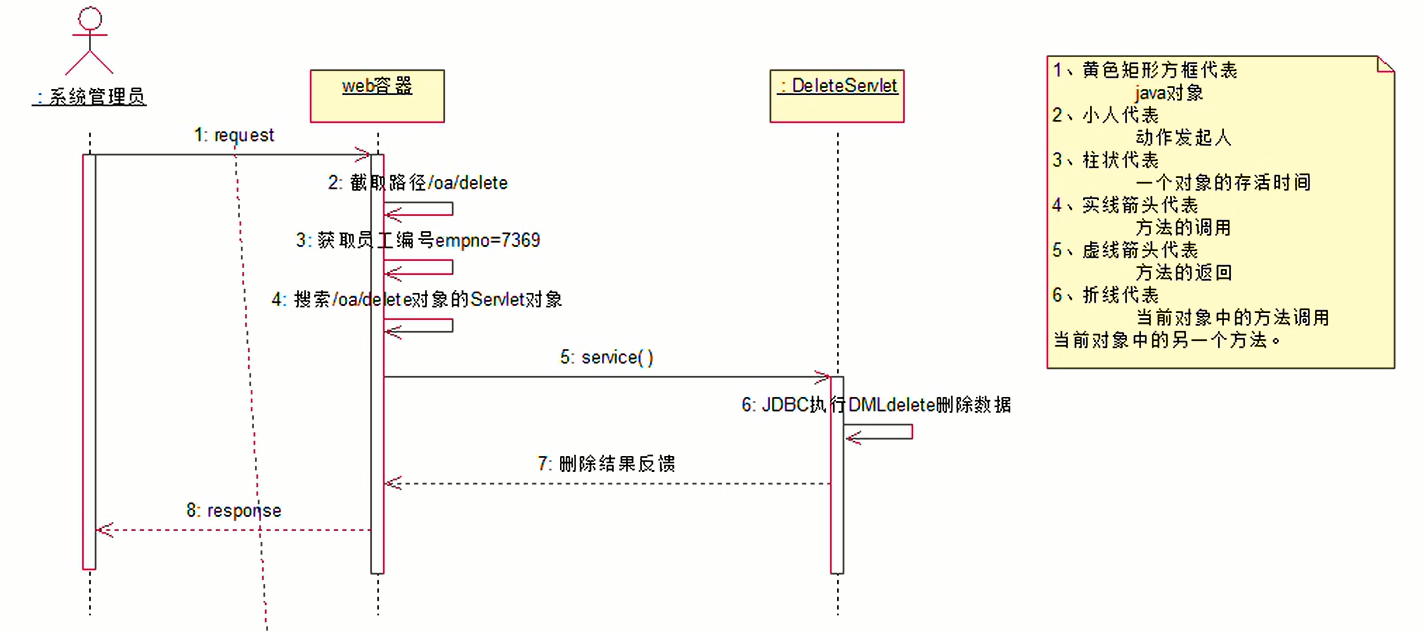 : 系统管理员
web容器
: DeleteServlet
1: request
2: 截取路径/oa/delete
3: 获取员工编号empno=7369
4: 搜索/oa/delete对象的Servlet对象
5: service( )
6: JDBC执行DMLdelete删除数据
7: 删除结果反馈
8: response
1、黄色矩形方框代表
java对象
2、小人代表
动作发起人
3、柱状代表
一个对象的存活时间
4、实线箭头代表
方法的调用
5、虚线箭头代表
方法的返回
6、折线代表
当前对象中的方法调用
当前对象中的另一个方法。